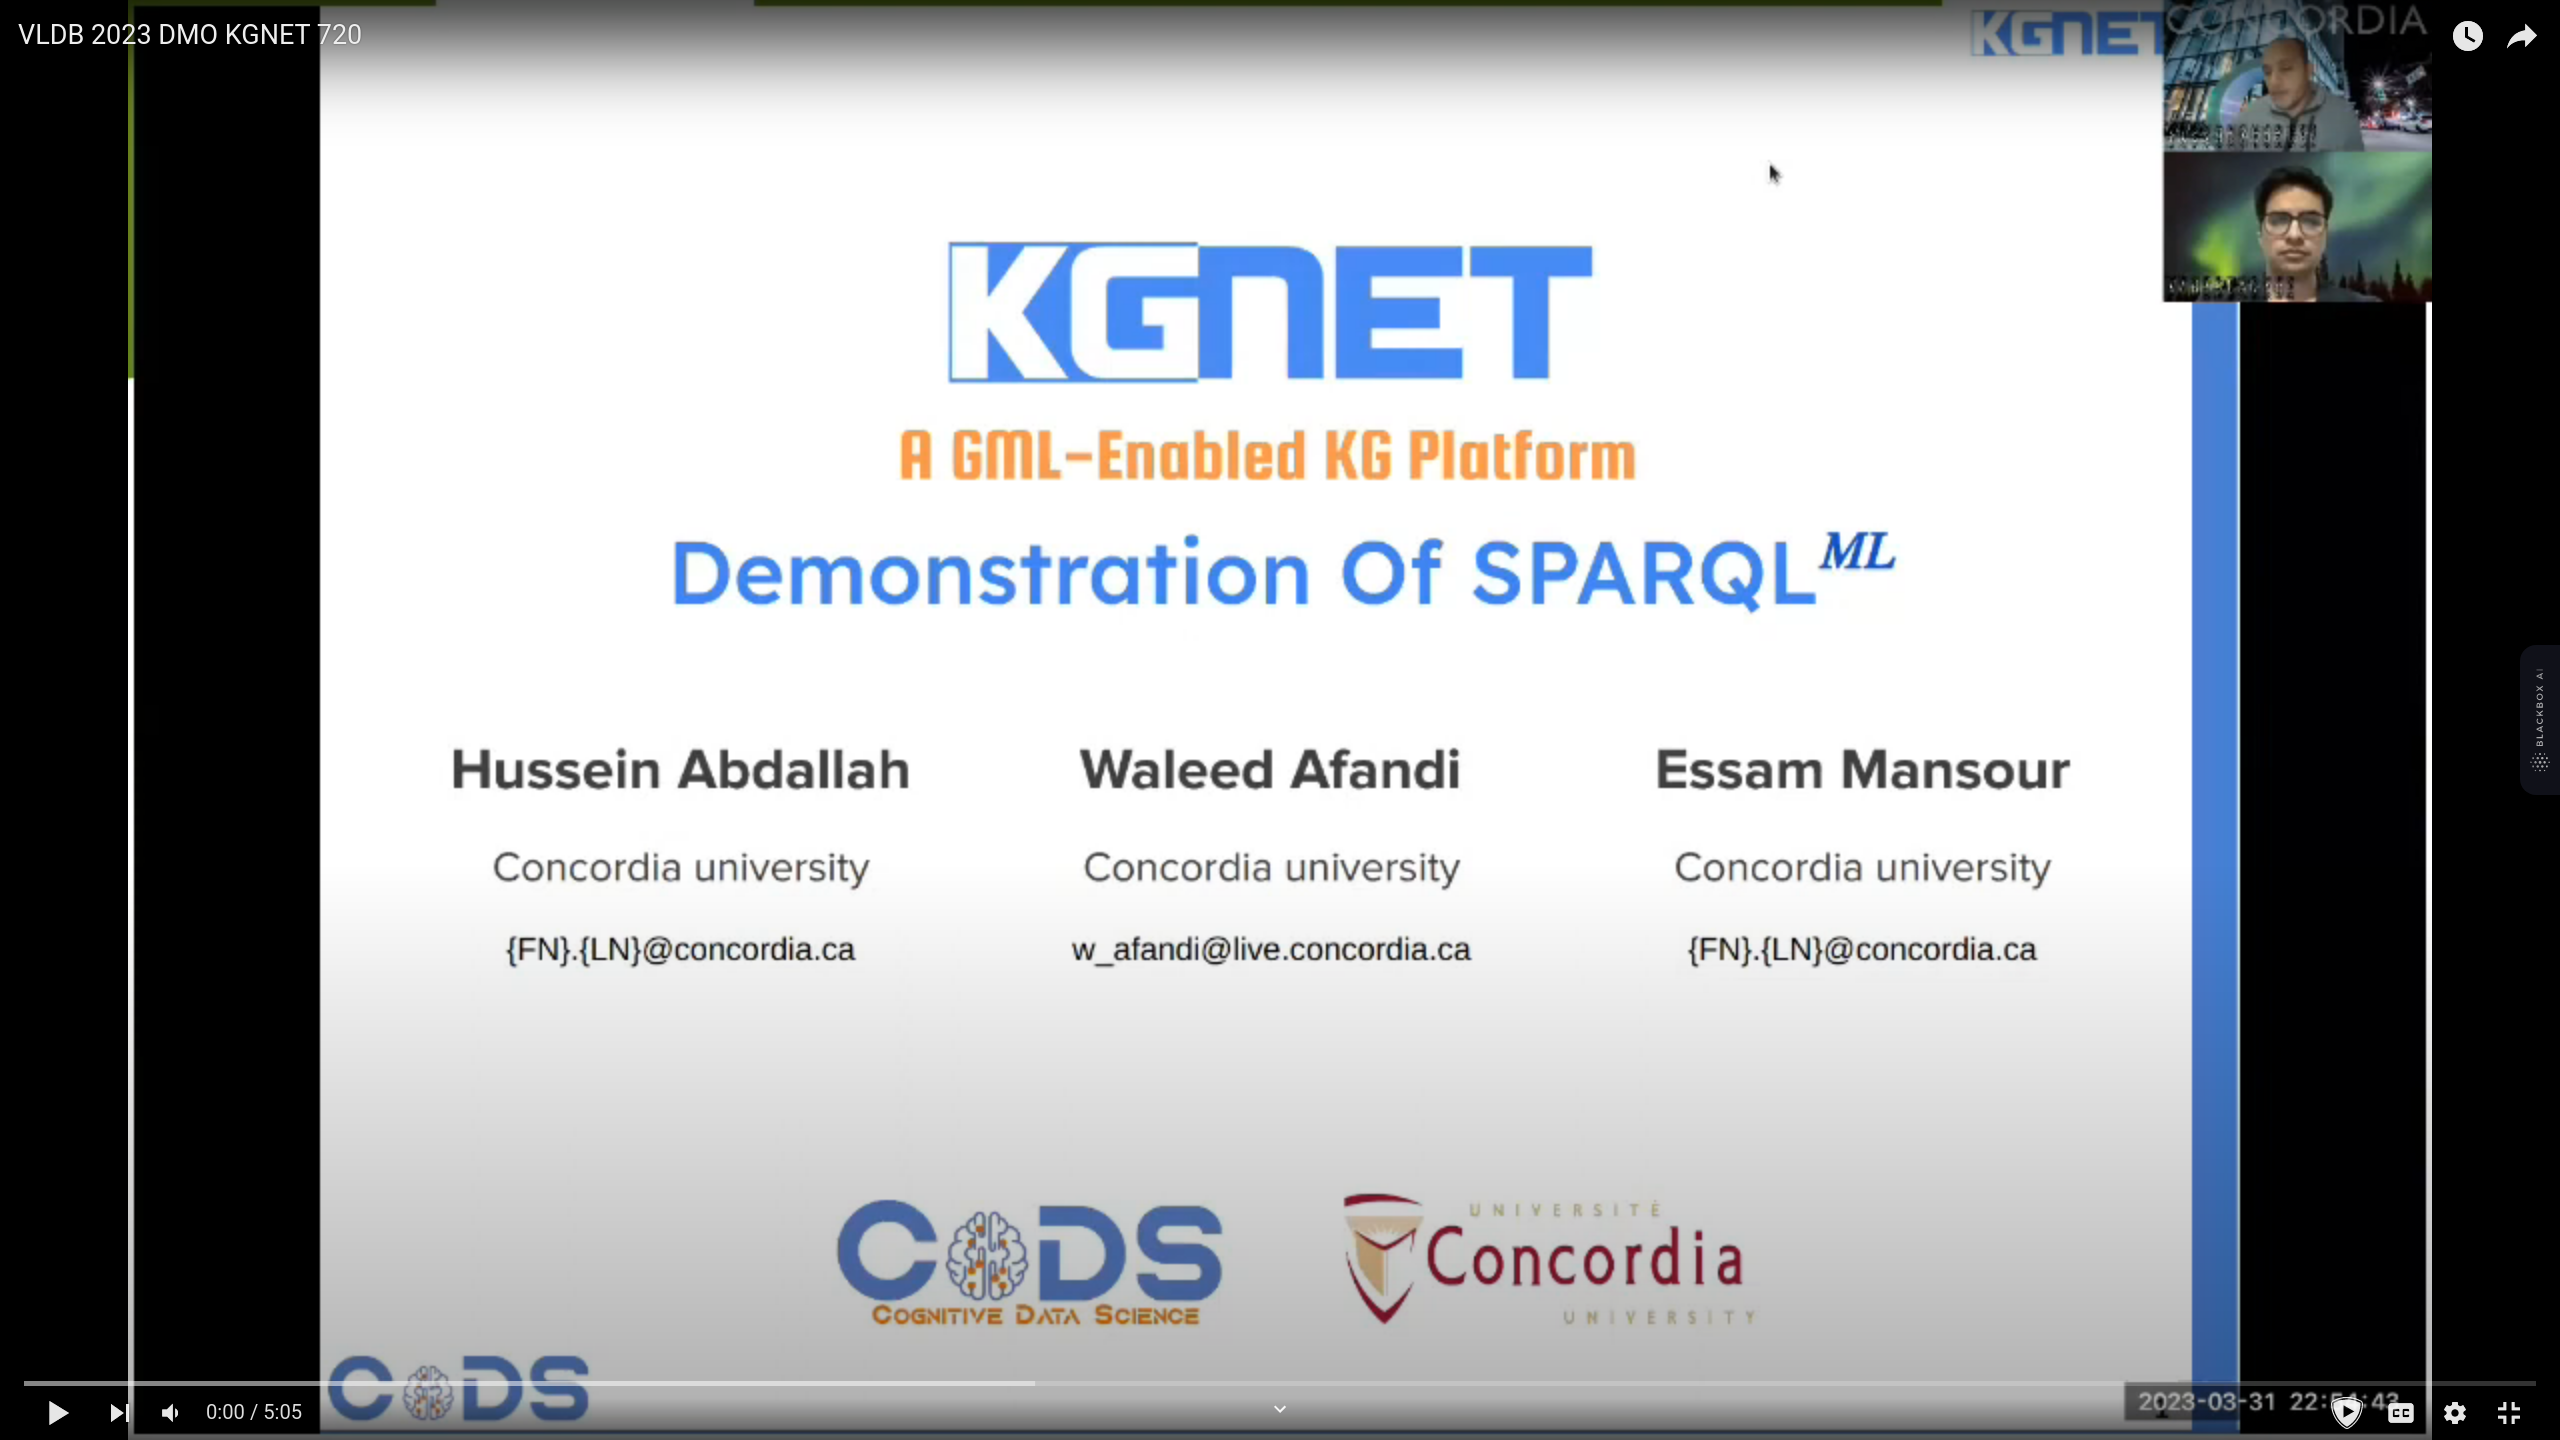 VLDB 2023 DMO KGNET 720
KGNET
CONCORDIA
KGNET
A GML-Enabled KG Platform
Demonstration Of SPARQL ML
Hussein Abdallah
Waleed Afandi
Essam Mansour
Concordia university
Concordia university
Concordia university
{FN}.{LN}@concordia.ca
w_afandi@live.concordia.ca
{FN}.{LN}@concordia.ca
BLACKBOX AI
CODS
COGNITIVE DATA SCIENCE
UNIVERSITÉ
Concordia
UNIVERSITY
CODS
0:00 / 5:05
2023-03-31
CC